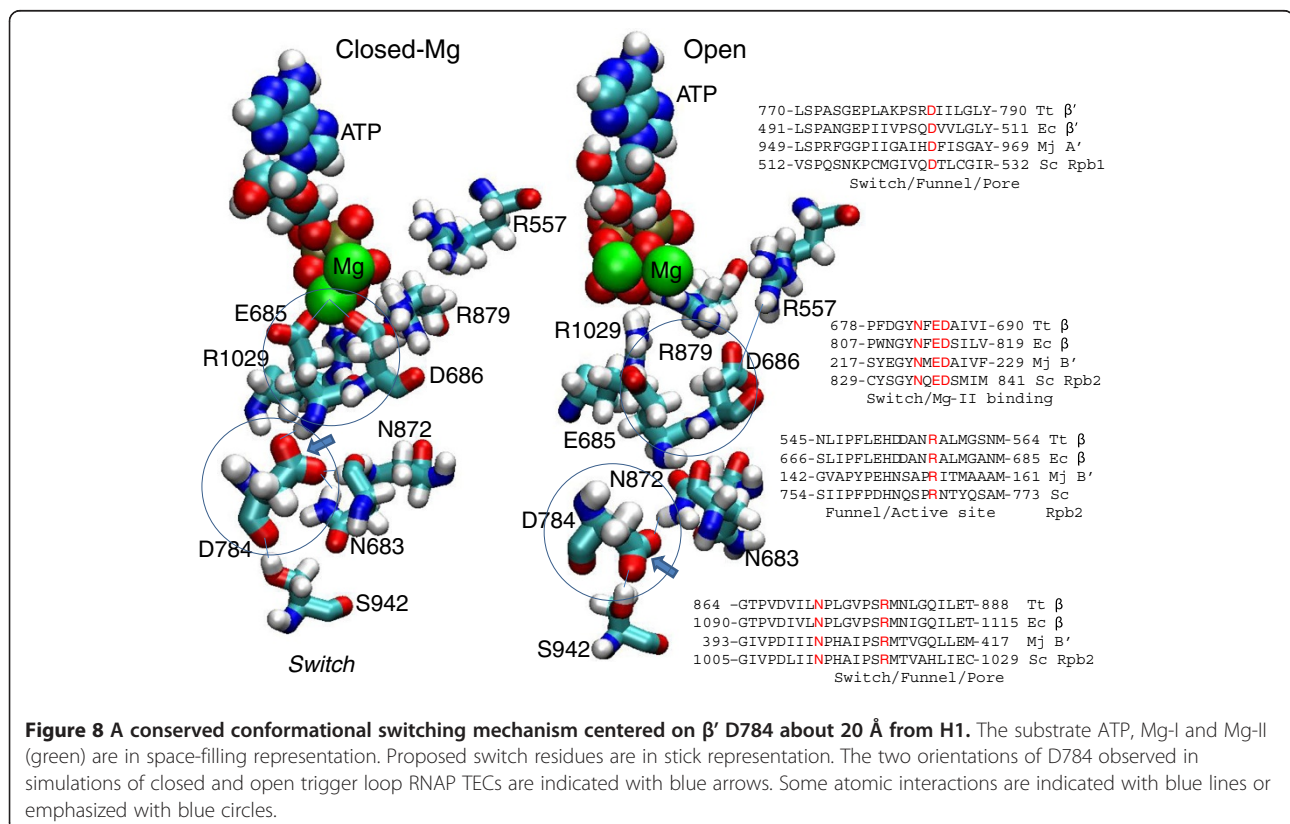 Closed-Mg
Open
ATP
ATP
R557
R557
Mg
Mg
E685
R879
R1029
D686
R1029
R879
D686
N872
E685
N872
D784
N683
D784
N683
S942
S942
Switch
770-LSPASGEPLAKPSRDIILGLY-790 Tt β'
491-LSPANGEPIIVPSQDVVLGLY-511 Ec β'
949-LSPRFGGPIIGAIHDFISGAY-969 Mj A'
512-VSPQSNKPCMGIVQDTLCGIR-532 Sc Rpb1
Switch/Funnel/Pore
678-PFDGYNFEDAIVI-690 Tt β
807-PWNGYNFEDSILV-819 Ec β
217-SYEGYNMEDAIVF-229 Mj B'
829-CYSGYNQEDSMIM 841 Sc Rpb2
Switch/Mg-II binding
545-NLIPFLEHDDANRALMGSNM-564 Tt β
666-SLIPFLEHDDANRALMGANM-685 Ec β
142-GVAPYPEHNSAPRITMAAAM-161 Mj B'
754-SIIPFPDHNQSPRNTYQSAM-773 Sc
Funnel/Active site Rpb2
864 -GTPVDVILNPLGVPSRMNLGQILET-888 Tt β
1090-GTPVDIVLNPLGVPSRMNIGQILET-1115 Ec β
393-GIVPDIIINPHAIPSRMTVGQLLEM-417 Mj B'
1005-GIVPDLIINPHAIPSRMTVAHLIEC-1029 Sc Rpb2
Switch/Funnel/Pore
Figure 8 A conserved conformational switching mechanism centered on β' D784 about 20 Å from H1. The substrate ATP, Mg-I and Mg-II
(green) are in space-filling representation. Proposed switch residues are in stick representation. The two orientations of D784 observed in
simulations of closed and open trigger loop RNAP TECs are indicated with blue arrows. Some atomic interactions are indicated with blue lines or
emphasized with blue circles.